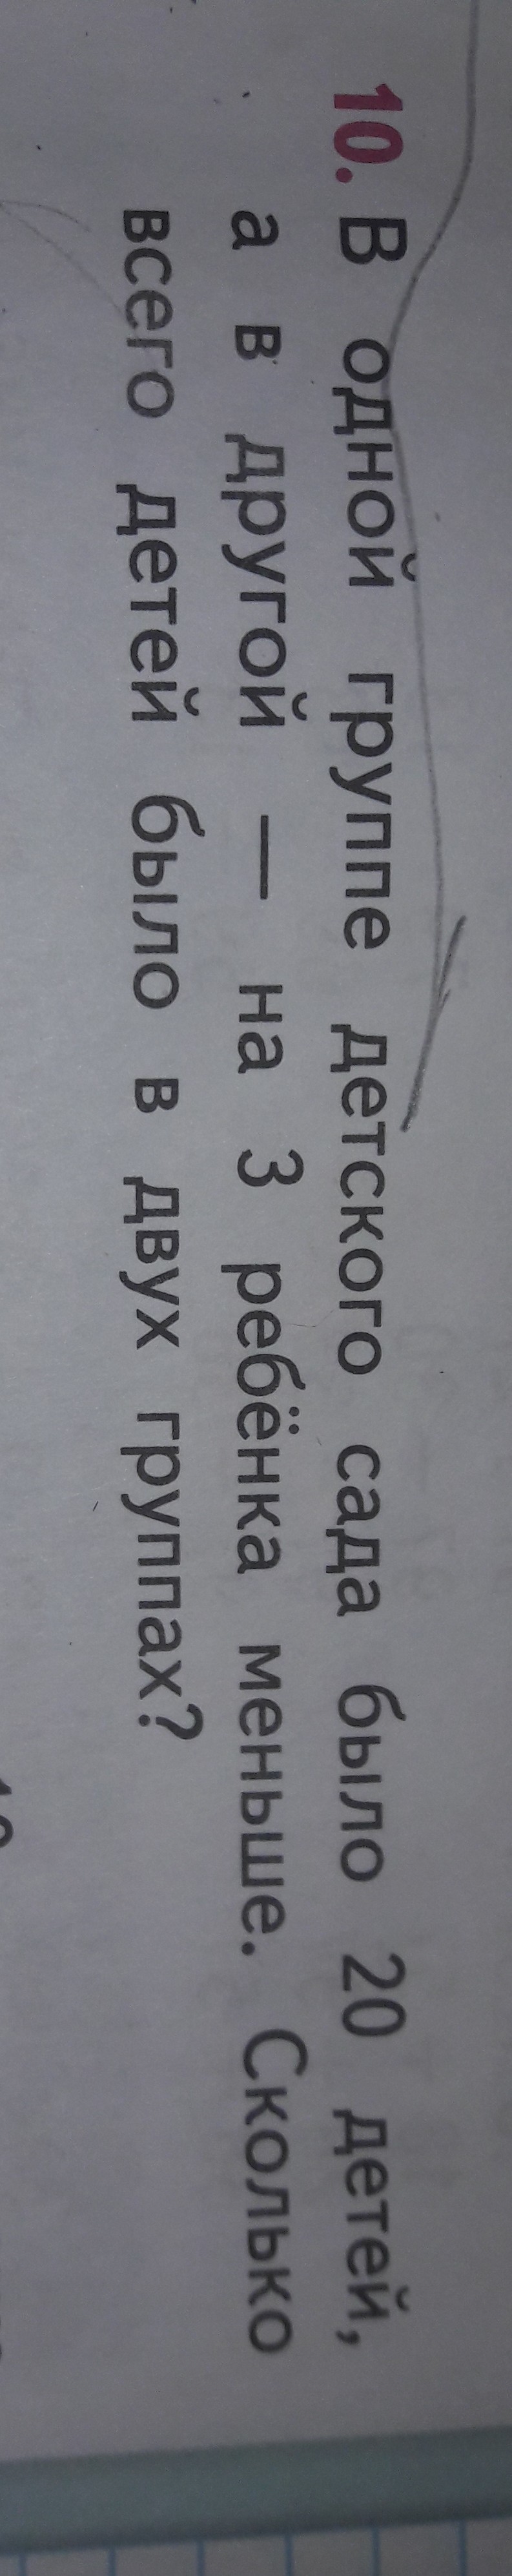 10. В одной группе детского сада было 20 детей,
а в другой — на 3 ребёнка меньше. Сколько
всего детей было в двух группах?